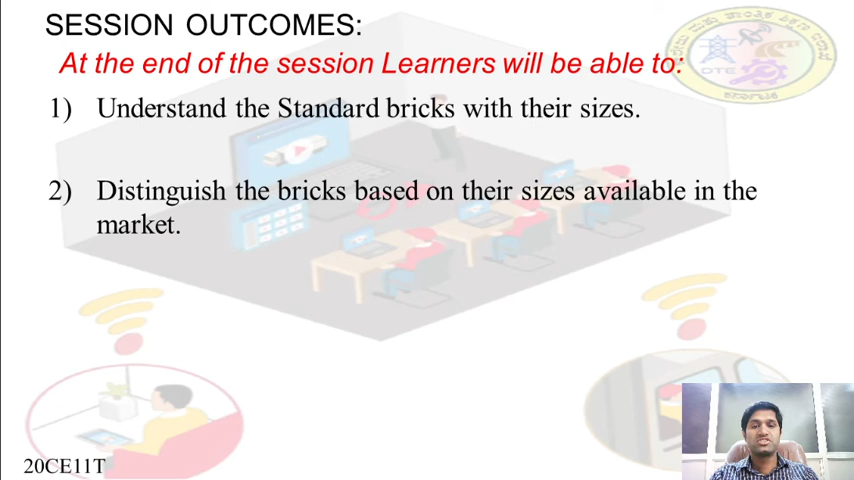 SESSION OUTCOMES:
At the end of the session Learners will be able to:
1) Understand the Standard bricks with their sizes.
2) Distinguish the bricks based on their sizes available in the
market.
DTE
20CE11T